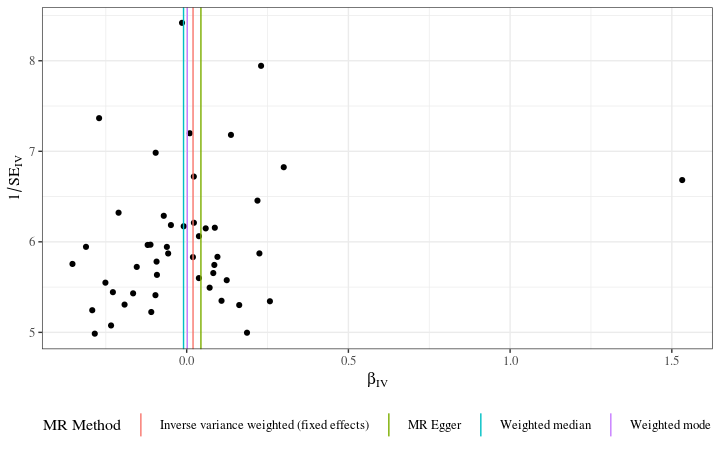 8
7
6
5
1/SE_IV
0.0 0.5 1.0 1.5
β_IV
MR Method Inverse variance weighted (fixed effects) MR Egger Weighted median Weighted mode